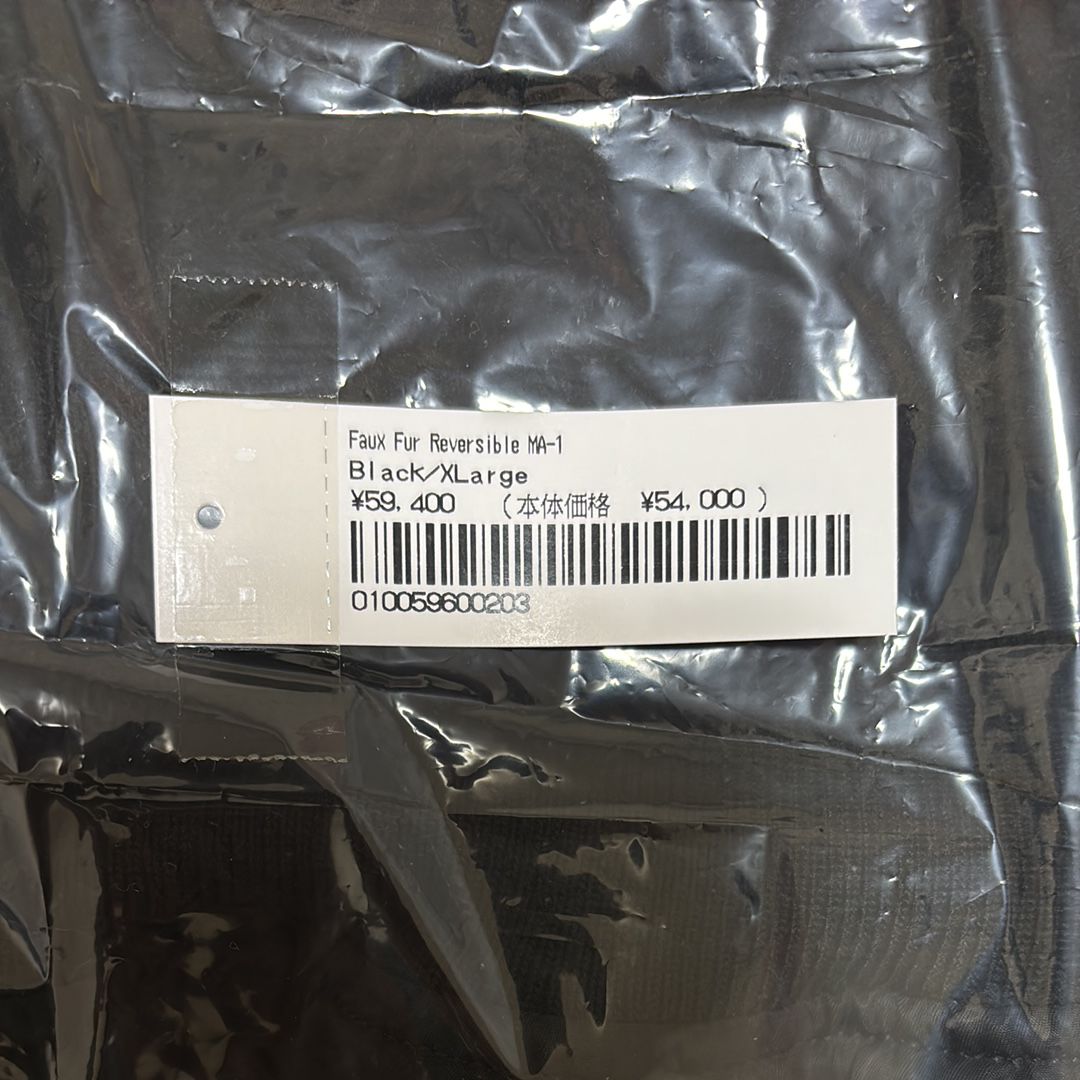 Faux Fur Reversible MA-1
Black/XLarge
¥59,400 (本体価格 ¥54,000)
010059600203